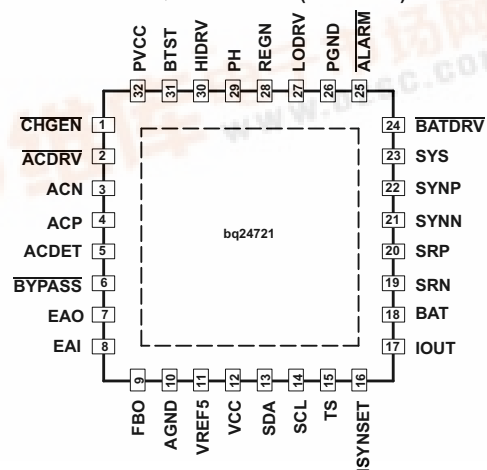 PVCC
BTST
HIDRV
PH
REGN
LODRV
PGND
ALARM
32 31 30 29 28 27 26 25
CHGEN 1
ACDRV 2
ACN 3
ACP 4
ACDET 5
BYPASS 6
EAO 7
EAI 8
bq24721
24 BATDRV
23 SYS
22 SYNP
21 SYNN
20 SRP
19 SRN
18 BAT
17 IOUT
9 10 11 12 13 14 15 16
FBO
AGND
VREF5
VCC
SDA
SCL
TS
ISYNSET